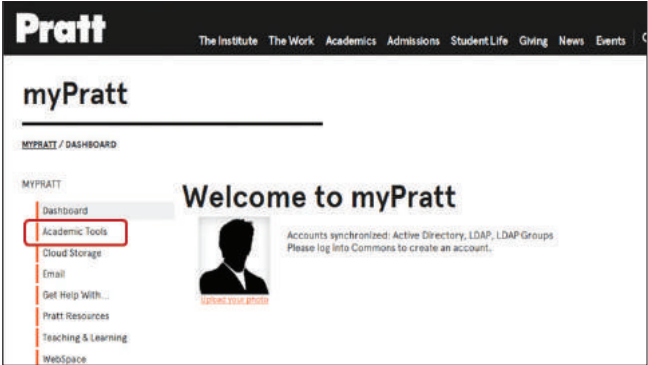 Pratt
The Institute The Work Academics Admissions Student Life Giving News Events
myPratt
MYPRATT / DASHBOARD
MYPRATT
Dashboard
Academic Tools
Cloud Storage
Email
Get Help With...
Pratt Resources
Teaching & Learning
WebSpace
Welcome to myPratt
Accounts synchronized: Active Directory, LDAP, LDAP Groups
Please log into Commons to create an account.
Upload your photo